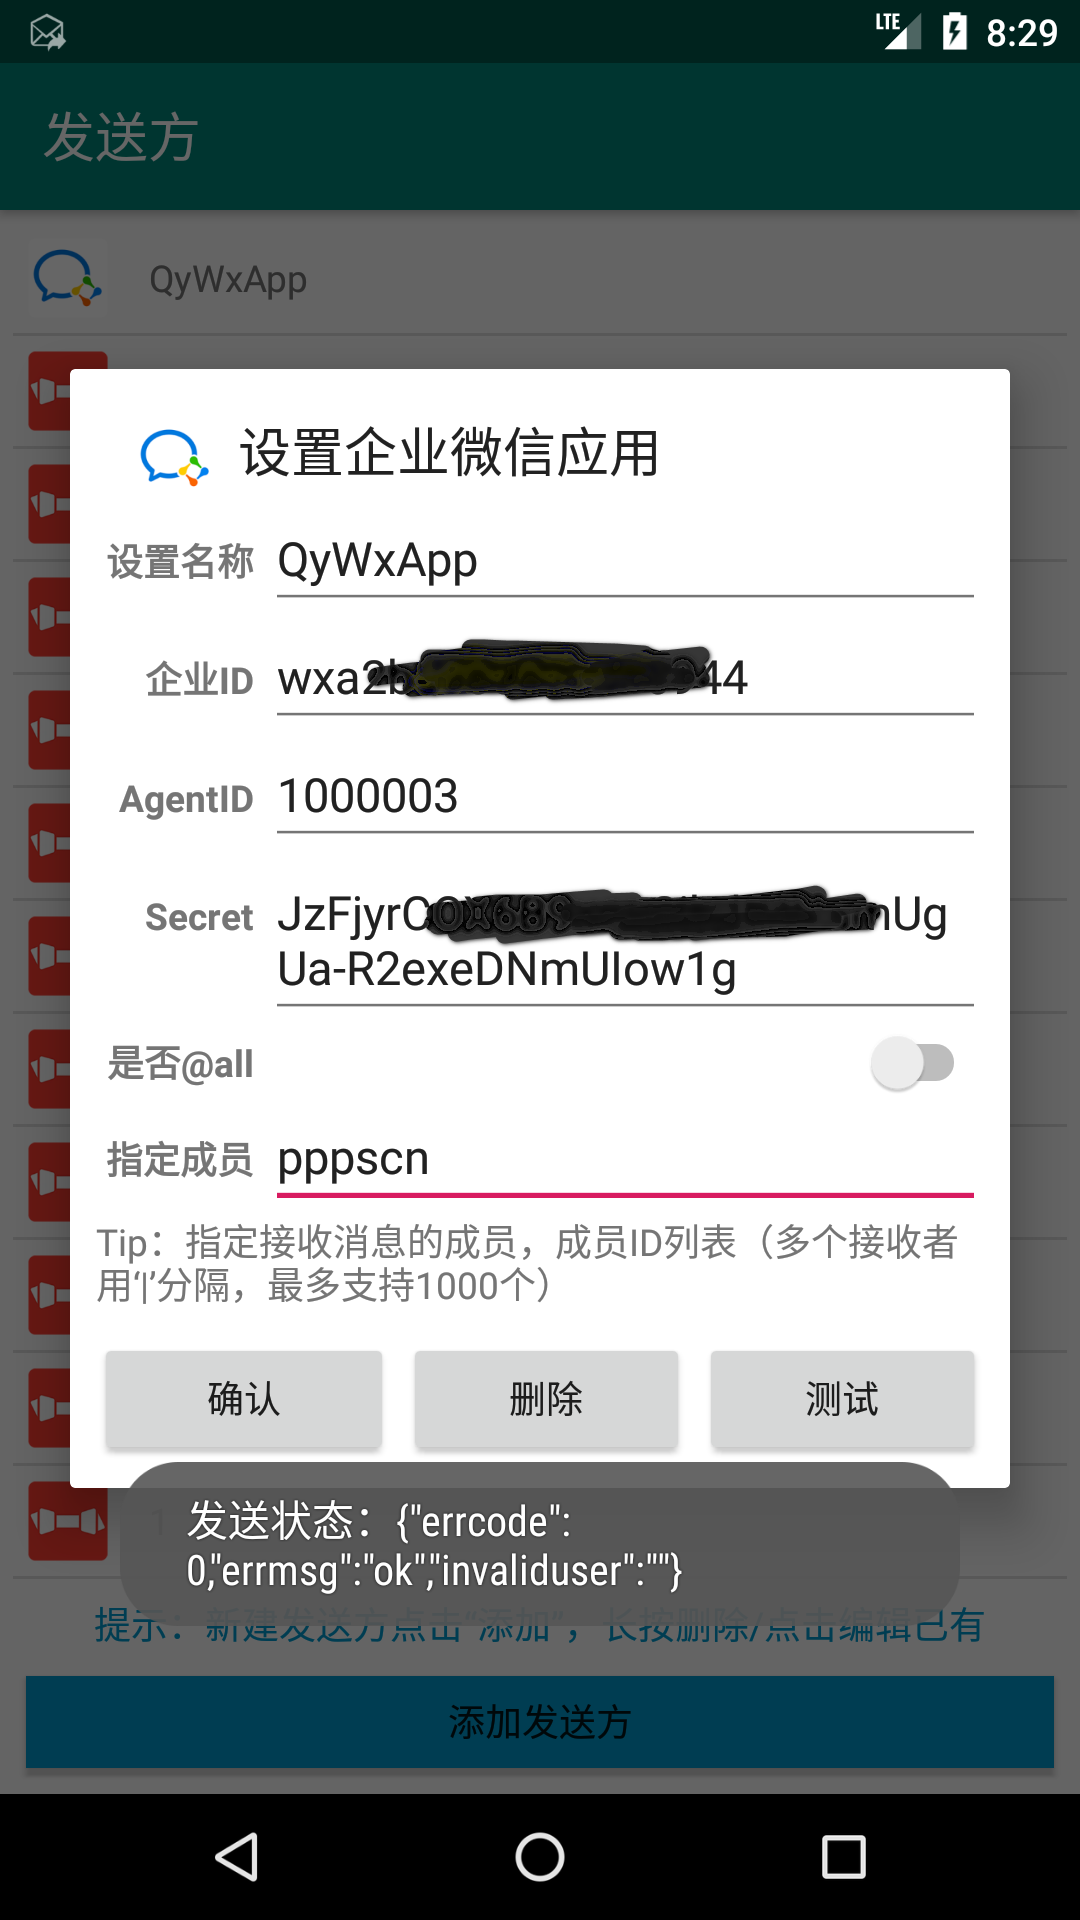 LTE 8:29
发送方
QyWxApp
设置企业微信应用
设置名称 QyWxApp
企业ID wxa2 44
AgentID 1000003
Secret JzFjyrC nUg
Ua-R2exeDNmUIow1g
是否@all
指定成员 pppscn
Tip：指定接收消息的成员，成员ID列表（多个接收者
用‘|’分隔，最多支持1000个）
确认 删除 测试
发送状态：{"errcode":
0,"errmsg":"ok","invaliduser":""}
提示：新建发送方点击“添加”，长按删除/点击编辑已有
添加发送方